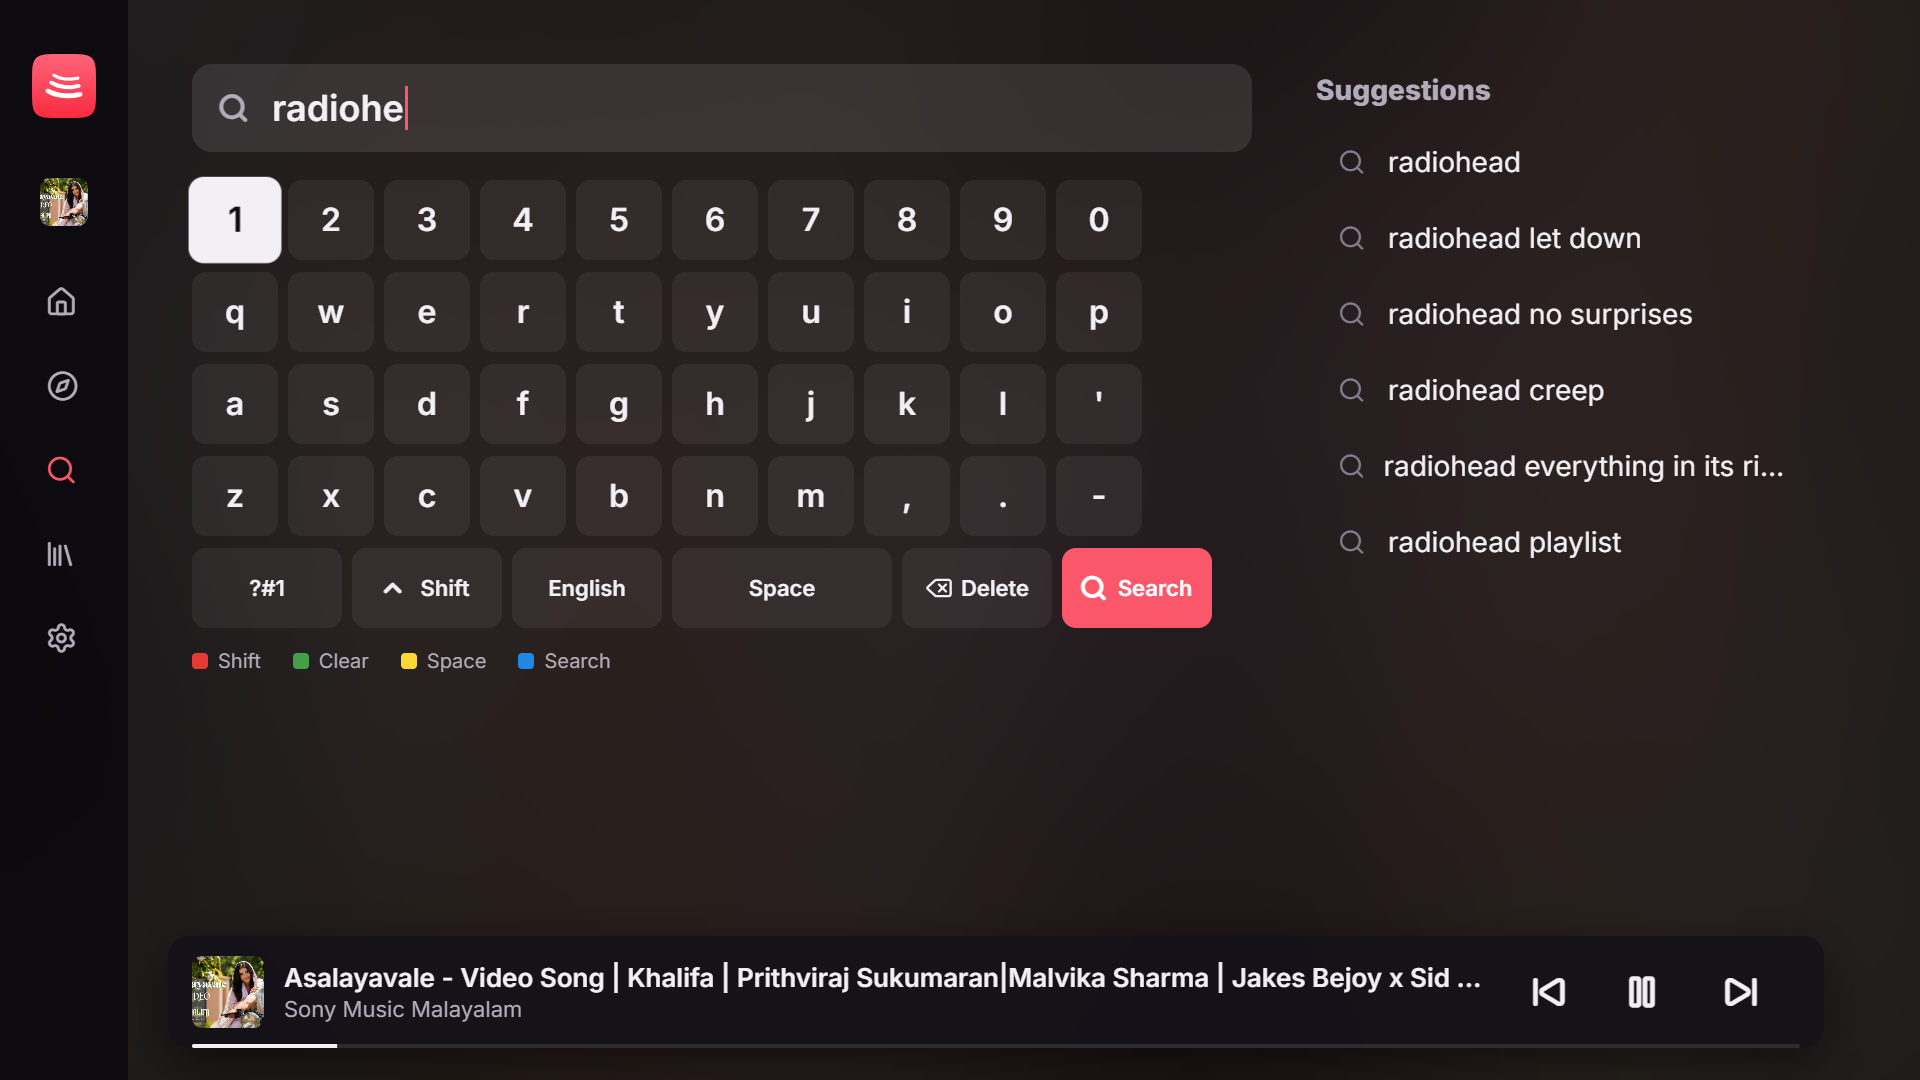 radiohe
1 2 3 4 5 6 7 8 9 0
q w e r t y u i o p
a s d f g h j k l '
z x c v b n m , . -
?#1 Shift English Space Delete Search
Shift Clear Space Search
Suggestions
radiohead
radiohead let down
radiohead no surprises
radiohead creep
radiohead everything in its ri...
radiohead playlist
Asalayavale - Video Song | Khalifa | Prithviraj Sukumaran|Malvika Sharma | Jakes Bejoy x Sid ...
Sony Music Malayalam